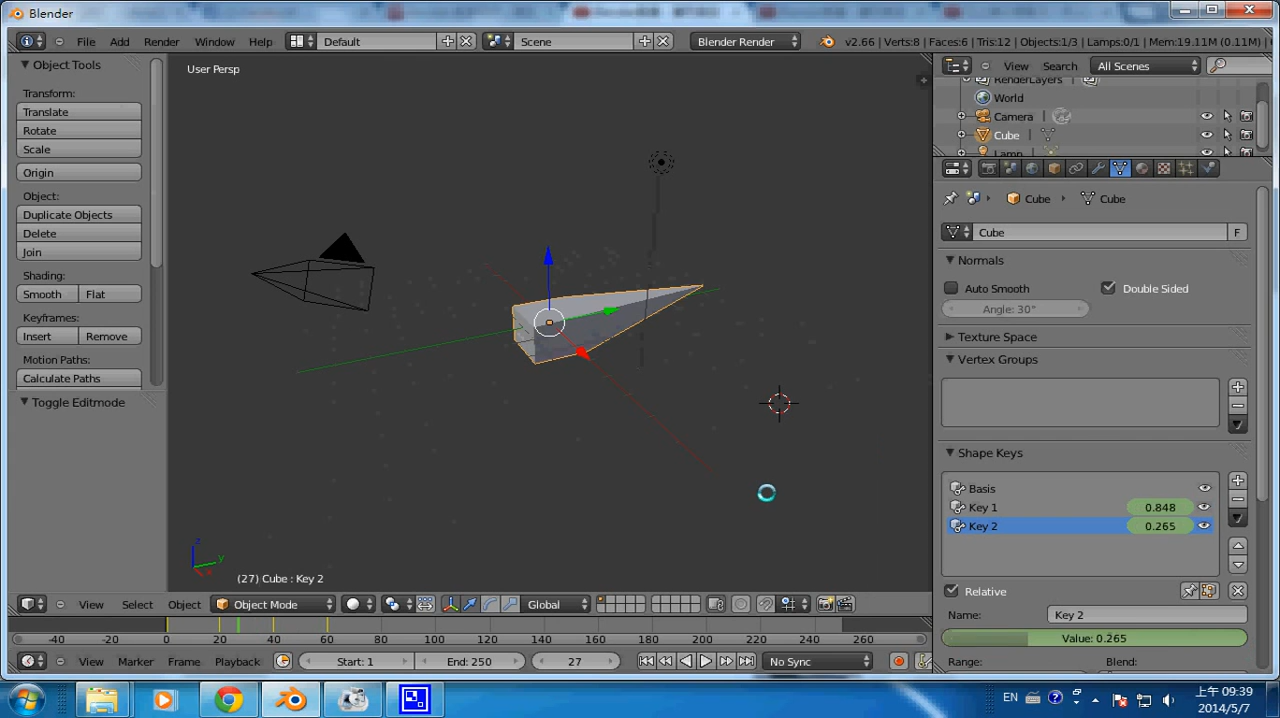 Blender
File Add Render Window Help Default Scene Blender Render v2.66 | Verts:8 | Faces:6 | Tris:12 | Objects:1/3 | Lamps:0/1 | Mem:19.11M (0.11M) |
Object Tools
Transform:
Translate
Rotate
Scale
Origin
Object:
Duplicate Objects
Delete
Join
Shading:
Smooth Flat
Keyframes:
Insert Remove
Motion Paths:
Calculate Paths
Toggle Editmode
User Persp
z
y
x
(27) Cube : Key 2
View Select Object Object Mode Global
-40 -20 0 20 40 60 80 100 120 140 160 180 200 220 240 260
View Marker Frame Playback Start: 1 End: 250 27 No Sync
View Search All Scenes
RenderLayers
World
Camera
Cube
Lamp
Cube Cube
Cube F
Normals
Auto Smooth Double Sided
Angle: 30°
Texture Space
Vertex Groups
Shape Keys
Basis
Key 1 0.848
Key 2 0.265
Relative
Name: Key 2
Value: 0.265
Range: Blend:
EN 上午 09:39
2014/5/7